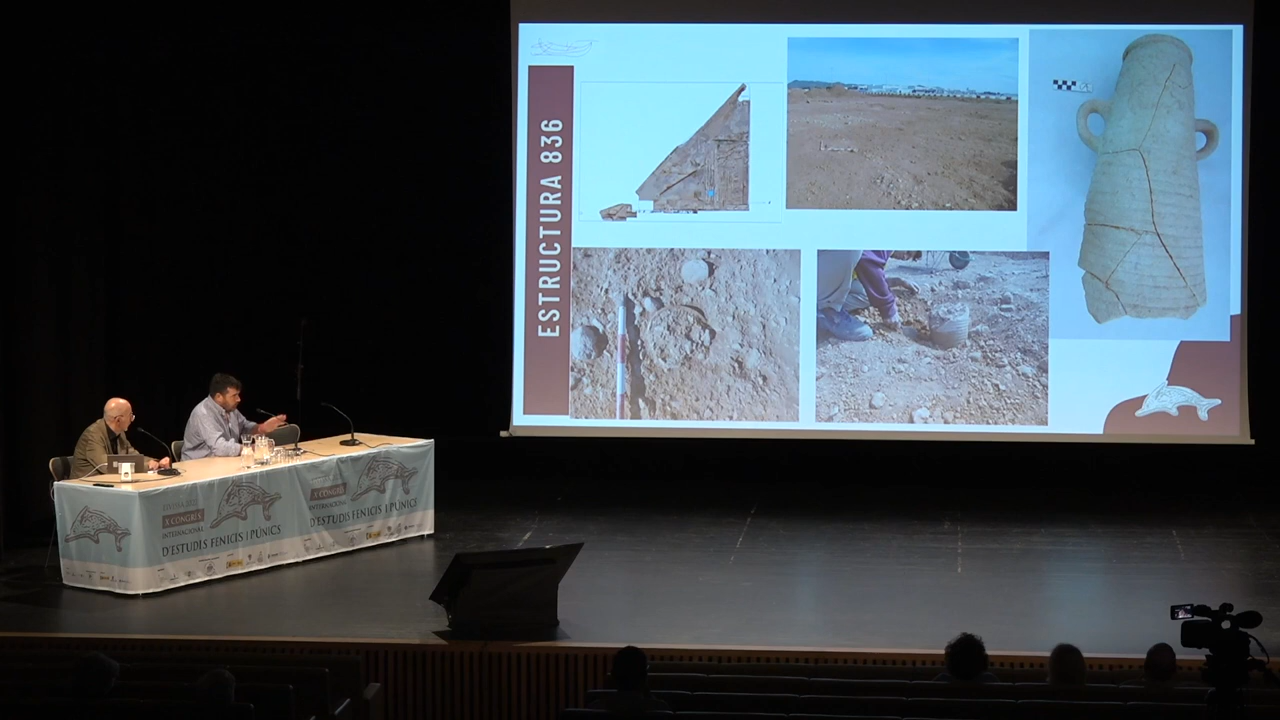 ESTRUCTURA 836
X CONGRÉS
INTERNACIONAL
D'ESTUDIS FENICIS I PÚNICS
X CONGRÉS
INTERNACIONAL
D'ESTUDIS FENICIS I PÚNICS